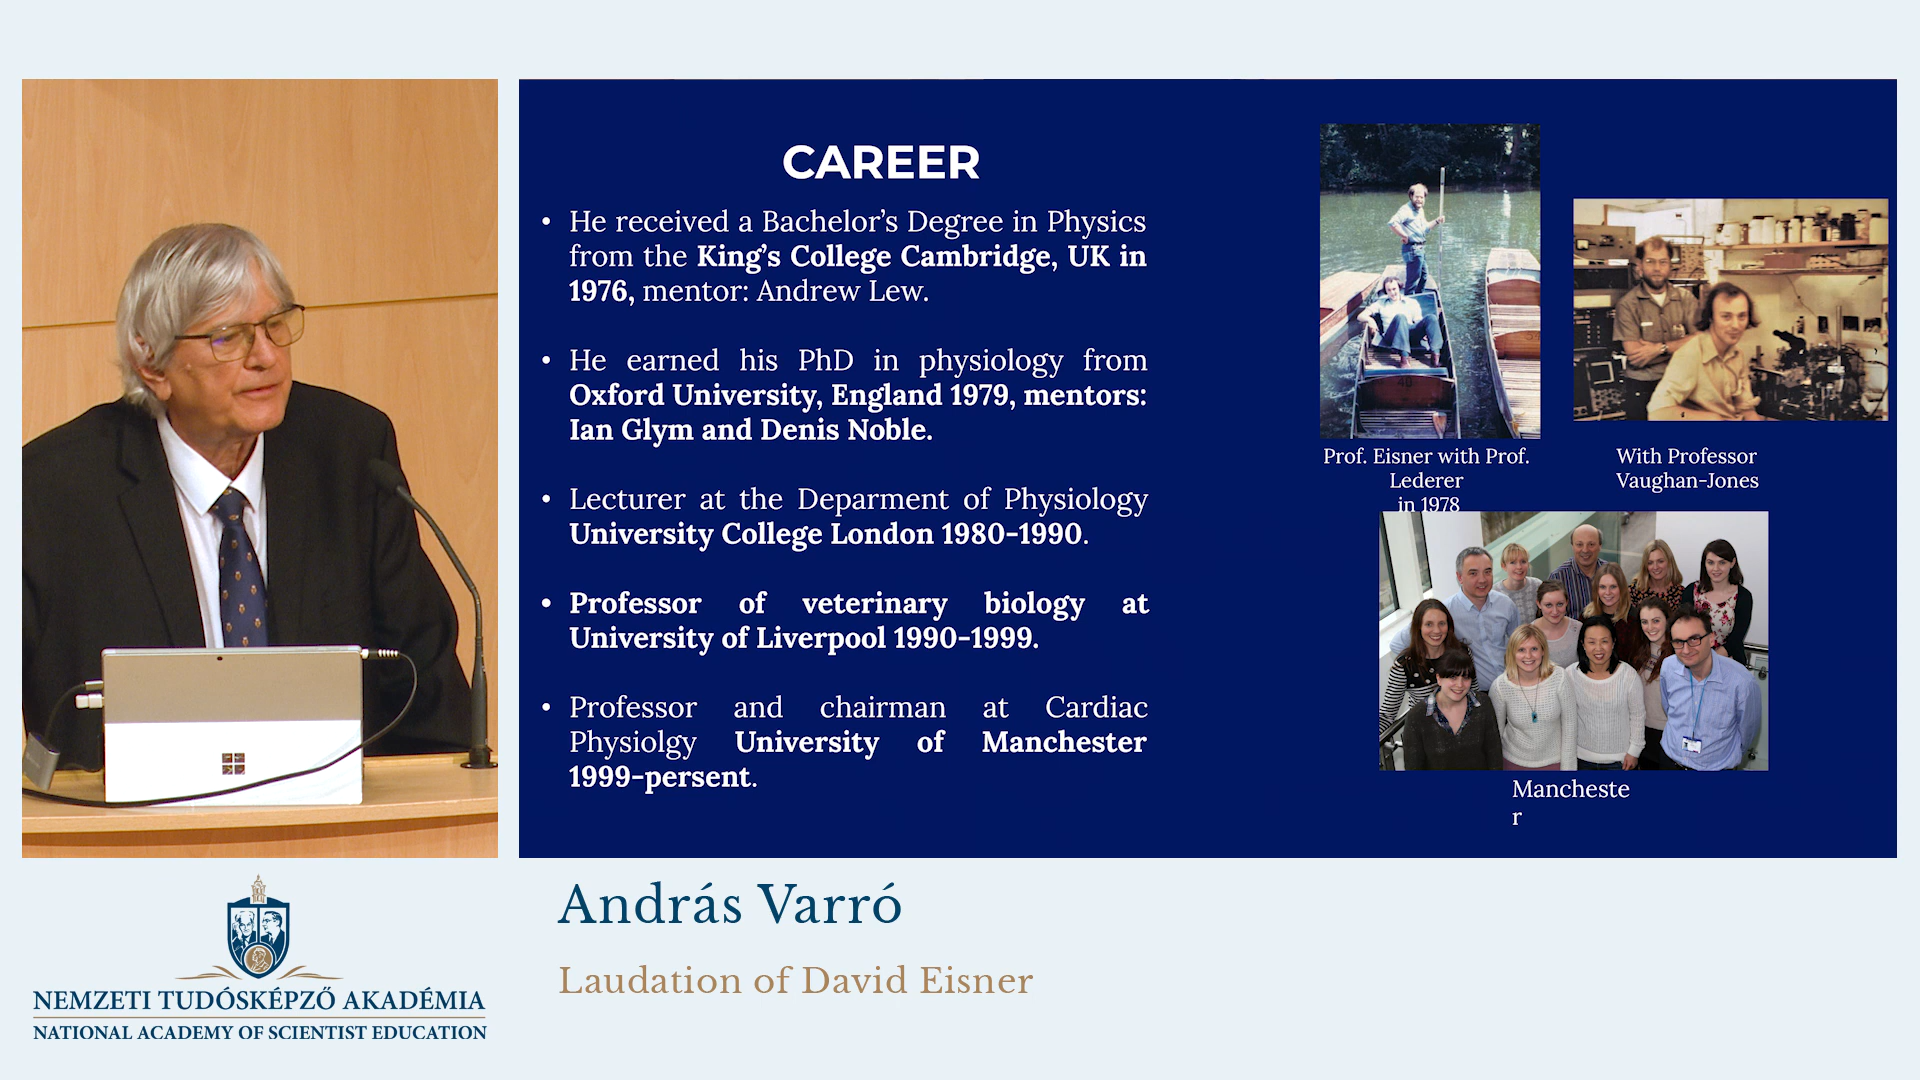 CAREER
• He received a Bachelor’s Degree in Physics
from the King’s College Cambridge, UK in
1976, mentor: Andrew Lew.
• He earned his PhD in physiology from
Oxford University, England 1979, mentors:
Ian Glym and Denis Noble.
• Lecturer at the Deparment of Physiology
University College London 1980-1990.
• Professor of veterinary biology at
University of Liverpool 1990-1999.
• Professor and chairman at Cardiac
Physiolgy University of Manchester
1999-persent.
Prof. Eisner with Prof.
Lederer
in 1978
With Professor
Vaughan-Jones
Mancheste
r
András Varró
Laudation of David Eisner
NEMZETI TUDÓSKÉPZŐ AKADÉMIA
NATIONAL ACADEMY OF SCIENTIST EDUCATION